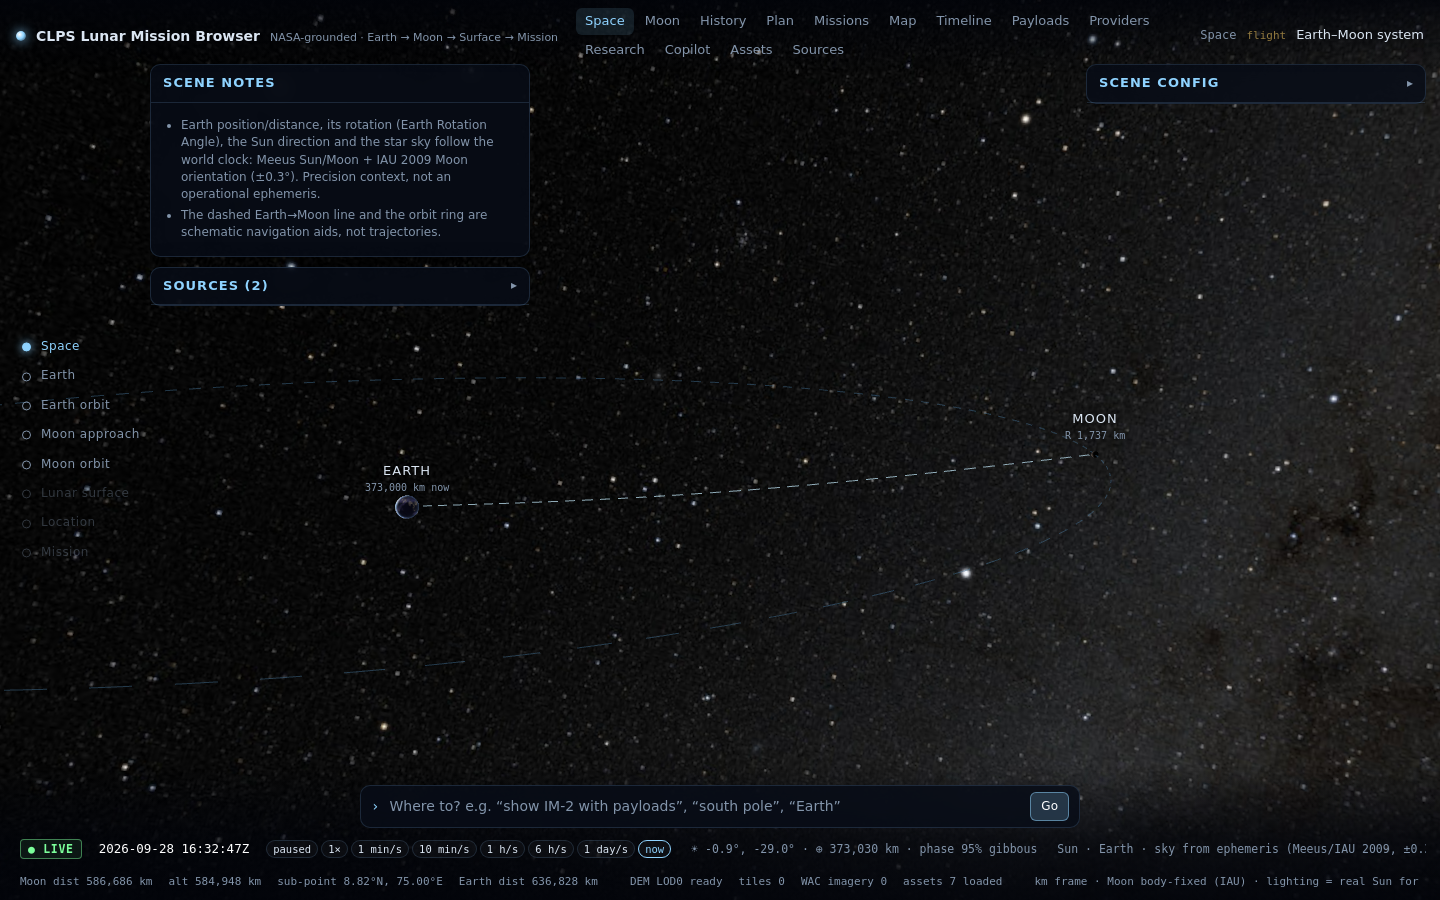 CLPS Lunar Mission Browser NASA-grounded · Earth → Moon → Surface → Mission
Space Moon History Plan Missions Map Timeline Payloads Providers
Research Copilot Assets Sources
Space flight Earth–Moon system
SCENE NOTES
• Earth position/distance, its rotation (Earth Rotation
Angle), the Sun direction and the star sky follow the
world clock: Meeus Sun/Moon + IAU 2009 Moon
orientation (±0.3°). Precision context, not an
operational ephemeris.
• The dashed Earth→Moon line and the orbit ring are
schematic navigation aids, not trajectories.
SOURCES (2) ▸
SCENE CONFIG ▸
Space
Earth
Earth orbit
Moon approach
Moon orbit
Lunar surface
Location
Mission
EARTH
373,000 km now
MOON
R 1,737 km
› Where to? e.g. “show IM-2 with payloads”, “south pole”, “Earth” Go
● LIVE 2026-09-28 16:32:47Z paused 1× 1 min/s 10 min/s 1 h/s 6 h/s 1 day/s now ☀ -0.9°, -29.0° · ⊕ 373,030 km · phase 95% gibbous Sun · Earth · sky from ephemeris (Meeus/IAU 2009, ±0.
Moon dist 586,686 km alt 584,948 km sub-point 8.82°N, 75.00°E Earth dist 636,828 km DEM LOD0 ready tiles 0 WAC imagery 0 assets 7 loaded km frame · Moon body-fixed (IAU) · lighting = real Sun for